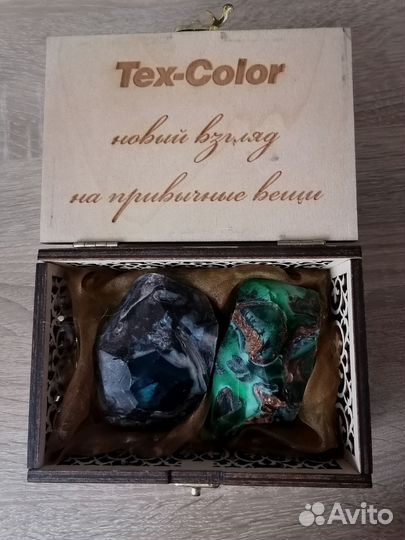 Tex-Color
новый взгляд
на привычные вещи
Avito